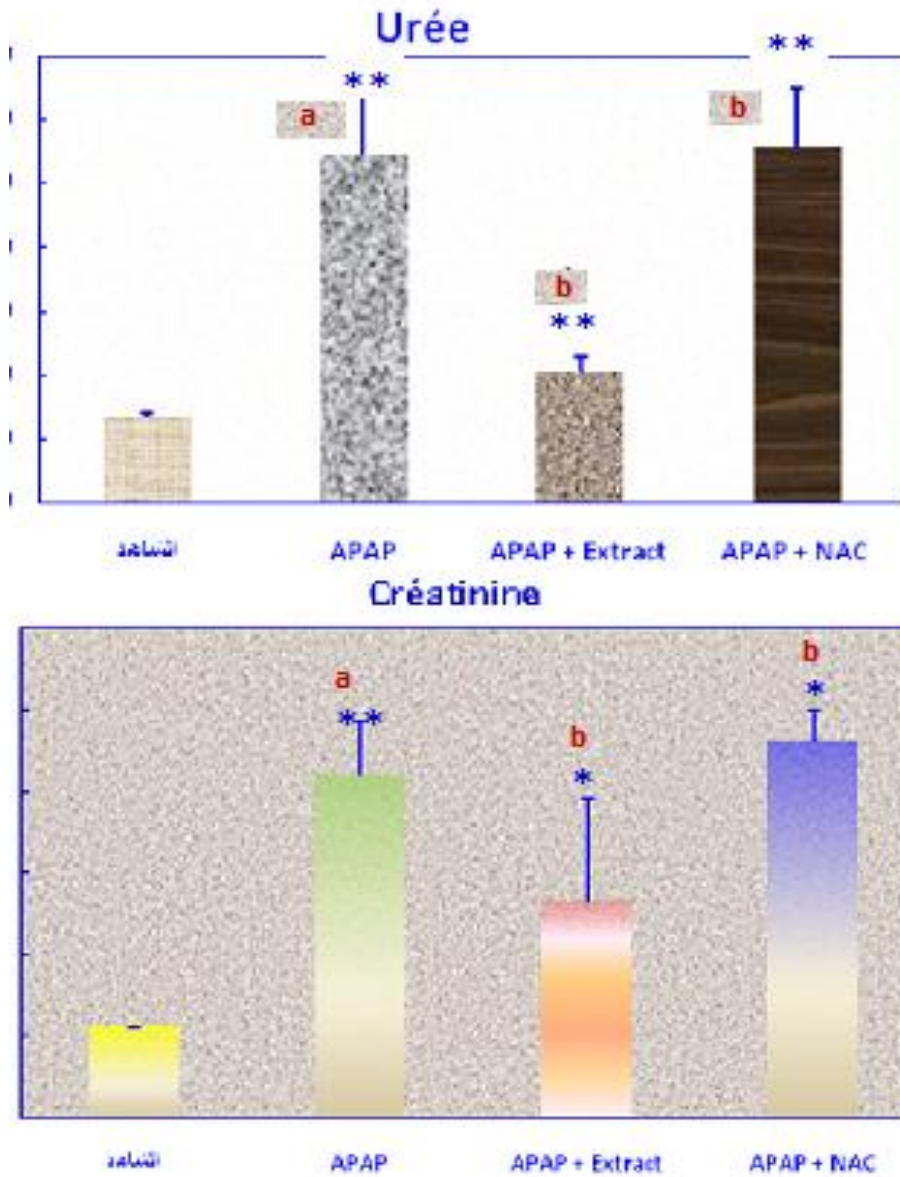 Urée
**
**
a
b
b
**
الشاهد APAP APAP + Extract APAP + NAC
Créatinine
b
a
*
**
b
*
الشاهد APAP APAP + Extract APAP + NAC